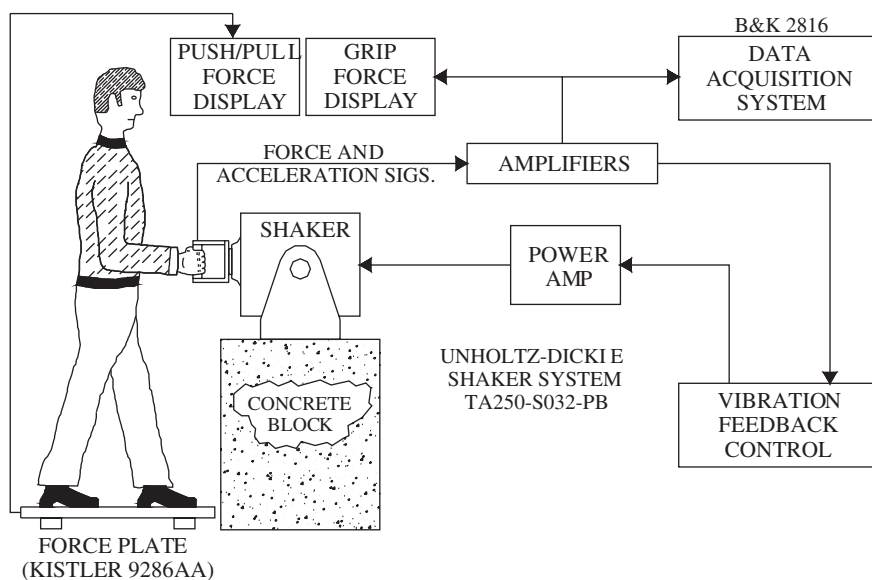 B&K 2816
PUSH/PULL
FORCE
DISPLAY
GRIP
FORCE
DISPLAY
DATA
ACQUISITION
SYSTEM
FORCE AND
ACCELERATION SIGS.
AMPLIFIERS
SHAKER
POWER
AMP
UNHOLTZ-DICKI E
SHAKER SYSTEM
TA250-S032-PB
CONCRETE
BLOCK
VIBRATION
FEEDBACK
CONTROL
FORCE PLATE
(KISTLER 9286AA)